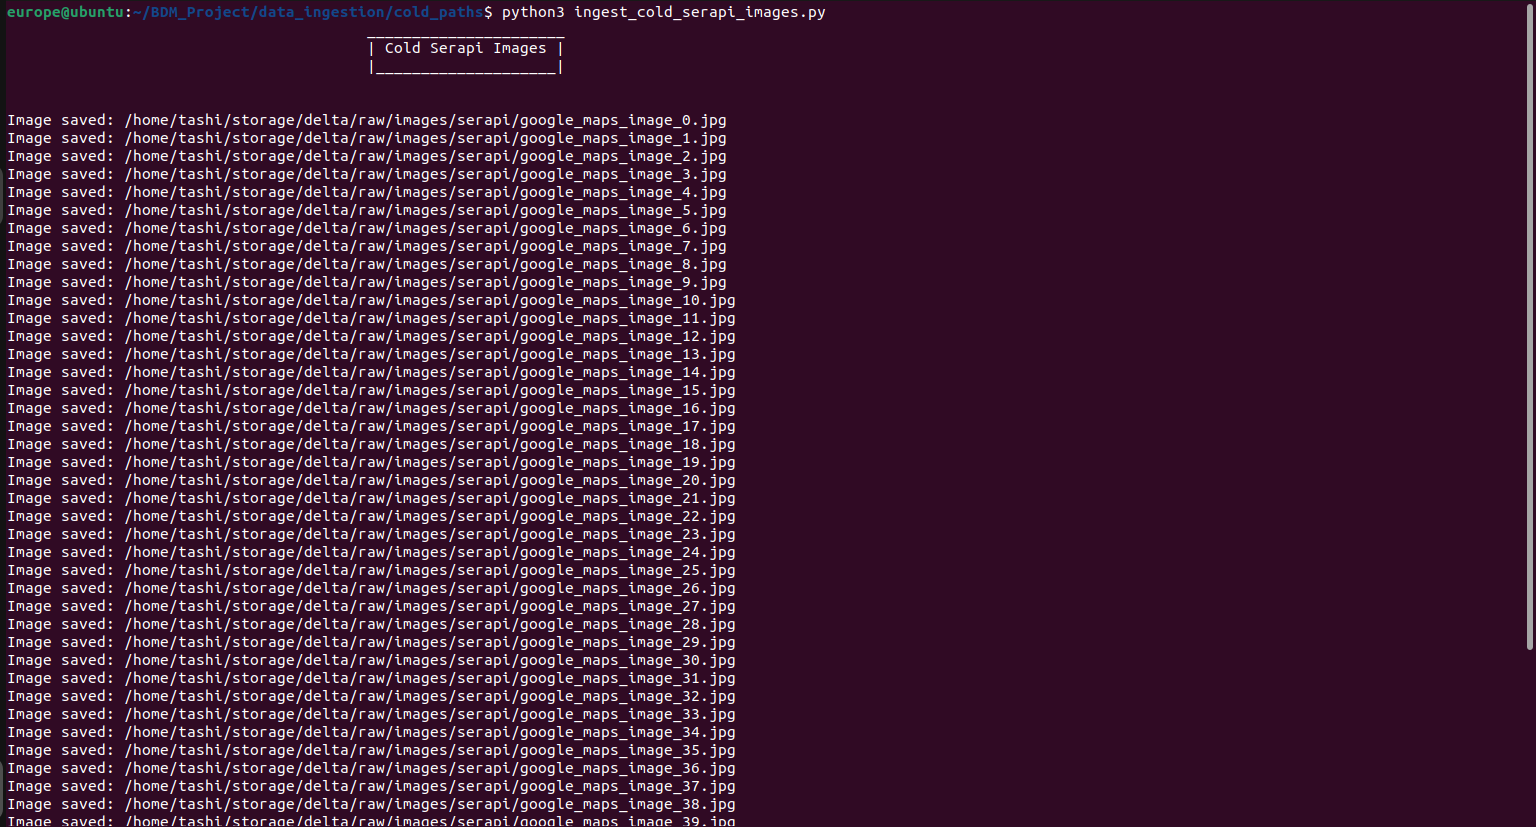 europe@ubuntu:~/BDM_Project/data_ingestion/cold_paths$ python3 ingest_cold_serapi_images.py
______________________
| Cold Serapi Images |
|____________________|
Image saved: /home/tashi/storage/delta/raw/images/serapi/google_maps_image_0.jpg
Image saved: /home/tashi/storage/delta/raw/images/serapi/google_maps_image_1.jpg
Image saved: /home/tashi/storage/delta/raw/images/serapi/google_maps_image_2.jpg
Image saved: /home/tashi/storage/delta/raw/images/serapi/google_maps_image_3.jpg
Image saved: /home/tashi/storage/delta/raw/images/serapi/google_maps_image_4.jpg
Image saved: /home/tashi/storage/delta/raw/images/serapi/google_maps_image_5.jpg
Image saved: /home/tashi/storage/delta/raw/images/serapi/google_maps_image_6.jpg
Image saved: /home/tashi/storage/delta/raw/images/serapi/google_maps_image_7.jpg
Image saved: /home/tashi/storage/delta/raw/images/serapi/google_maps_image_8.jpg
Image saved: /home/tashi/storage/delta/raw/images/serapi/google_maps_image_9.jpg
Image saved: /home/tashi/storage/delta/raw/images/serapi/google_maps_image_10.jpg
Image saved: /home/tashi/storage/delta/raw/images/serapi/google_maps_image_11.jpg
Image saved: /home/tashi/storage/delta/raw/images/serapi/google_maps_image_12.jpg
Image saved: /home/tashi/storage/delta/raw/images/serapi/google_maps_image_13.jpg
Image saved: /home/tashi/storage/delta/raw/images/serapi/google_maps_image_14.jpg
Image saved: /home/tashi/storage/delta/raw/images/serapi/google_maps_image_15.jpg
Image saved: /home/tashi/storage/delta/raw/images/serapi/google_maps_image_16.jpg
Image saved: /home/tashi/storage/delta/raw/images/serapi/google_maps_image_17.jpg
Image saved: /home/tashi/storage/delta/raw/images/serapi/google_maps_image_18.jpg
Image saved: /home/tashi/storage/delta/raw/images/serapi/google_maps_image_19.jpg
Image saved: /home/tashi/storage/delta/raw/images/serapi/google_maps_image_20.jpg
Image saved: /home/tashi/storage/delta/raw/images/serapi/google_maps_image_21.jpg
Image saved: /home/tashi/storage/delta/raw/images/serapi/google_maps_image_22.jpg
Image saved: /home/tashi/storage/delta/raw/images/serapi/google_maps_image_23.jpg
Image saved: /home/tashi/storage/delta/raw/images/serapi/google_maps_image_24.jpg
Image saved: /home/tashi/storage/delta/raw/images/serapi/google_maps_image_25.jpg
Image saved: /home/tashi/storage/delta/raw/images/serapi/google_maps_image_26.jpg
Image saved: /home/tashi/storage/delta/raw/images/serapi/google_maps_image_27.jpg
Image saved: /home/tashi/storage/delta/raw/images/serapi/google_maps_image_28.jpg
Image saved: /home/tashi/storage/delta/raw/images/serapi/google_maps_image_29.jpg
Image saved: /home/tashi/storage/delta/raw/images/serapi/google_maps_image_30.jpg
Image saved: /home/tashi/storage/delta/raw/images/serapi/google_maps_image_31.jpg
Image saved: /home/tashi/storage/delta/raw/images/serapi/google_maps_image_32.jpg
Image saved: /home/tashi/storage/delta/raw/images/serapi/google_maps_image_33.jpg
Image saved: /home/tashi/storage/delta/raw/images/serapi/google_maps_image_34.jpg
Image saved: /home/tashi/storage/delta/raw/images/serapi/google_maps_image_35.jpg
Image saved: /home/tashi/storage/delta/raw/images/serapi/google_maps_image_36.jpg
Image saved: /home/tashi/storage/delta/raw/images/serapi/google_maps_image_37.jpg
Image saved: /home/tashi/storage/delta/raw/images/serapi/google_maps_image_38.jpg
Image saved: /home/tashi/storage/delta/raw/images/serapi/google_maps_image_39.jpg